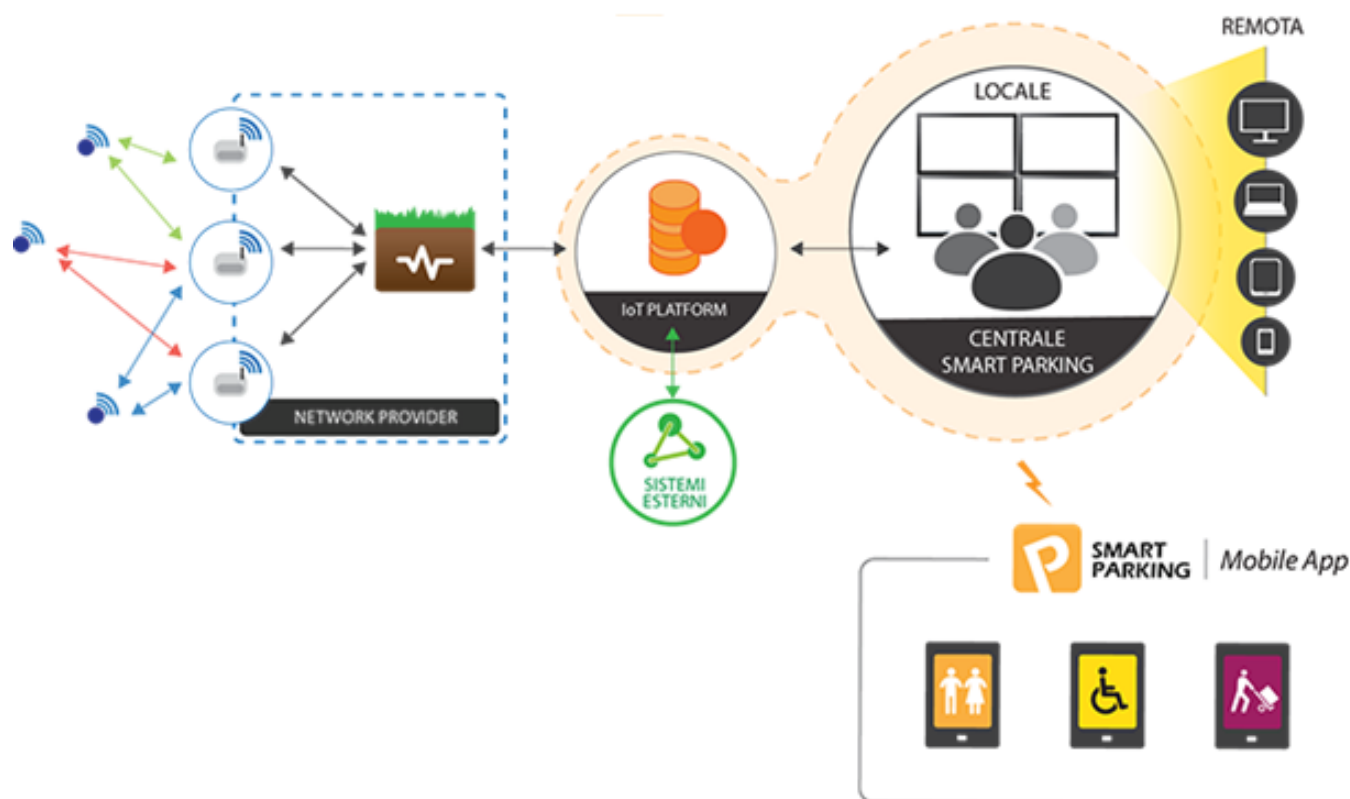 REMOTA
LOCALE
IoT PLATFORM
CENTRALE
SMART PARKING
NETWORK PROVIDER
SISTEMI
ESTERNI
P
SMART
PARKING
Mobile App